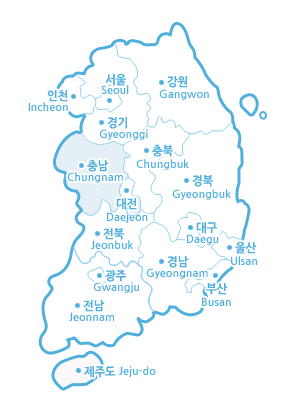 서울
Seoul
강원
Gangwon
인천
Incheon
경기
Gyeonggi
충북
Chungbuk
충남
Chungnam
경북
Gyeongbuk
대전
Daejeon
전북
Jeonbuk
대구
Daegu
울산
Ulsan
경남
Gyeongnam
광주
Gwangju
부산
Busan
전남
Jeonnam
제주도 Jeju-do